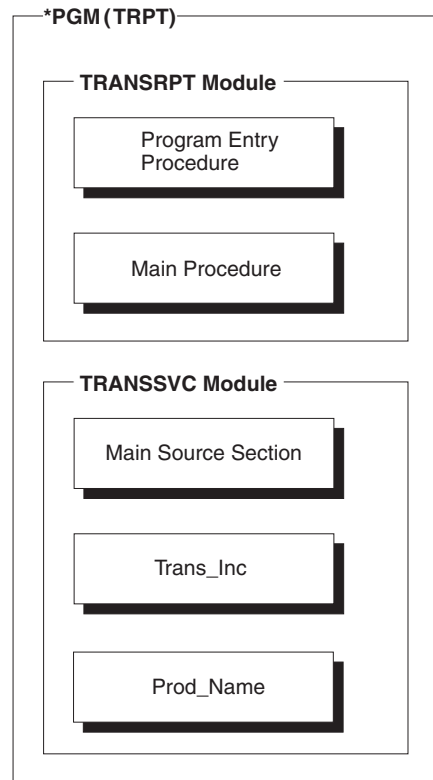 *PGM (TRPT)
TRANSRPT Module
Program Entry
Procedure
Main Procedure
TRANSSVC Module
Main Source Section
Trans_Inc
Prod_Name